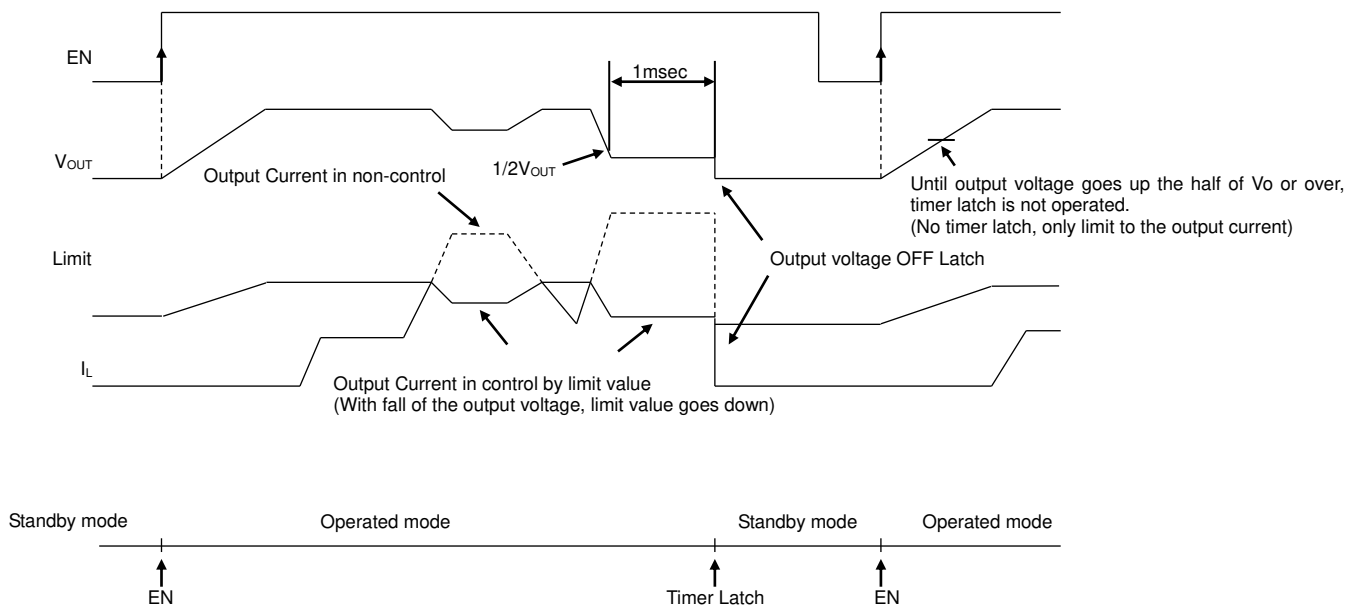 EN
1msec
VOUT
1/2VOUT
Output Current in non-control
Until output voltage goes up the half of Vo or over,
timer latch is not operated.
(No timer latch, only limit to the output current)
Limit
Output voltage OFF Latch
IL
Output Current in control by limit value
(With fall of the output voltage, limit value goes down)
Standby mode
Operated mode
Standby mode
Operated mode
EN
Timer Latch
EN